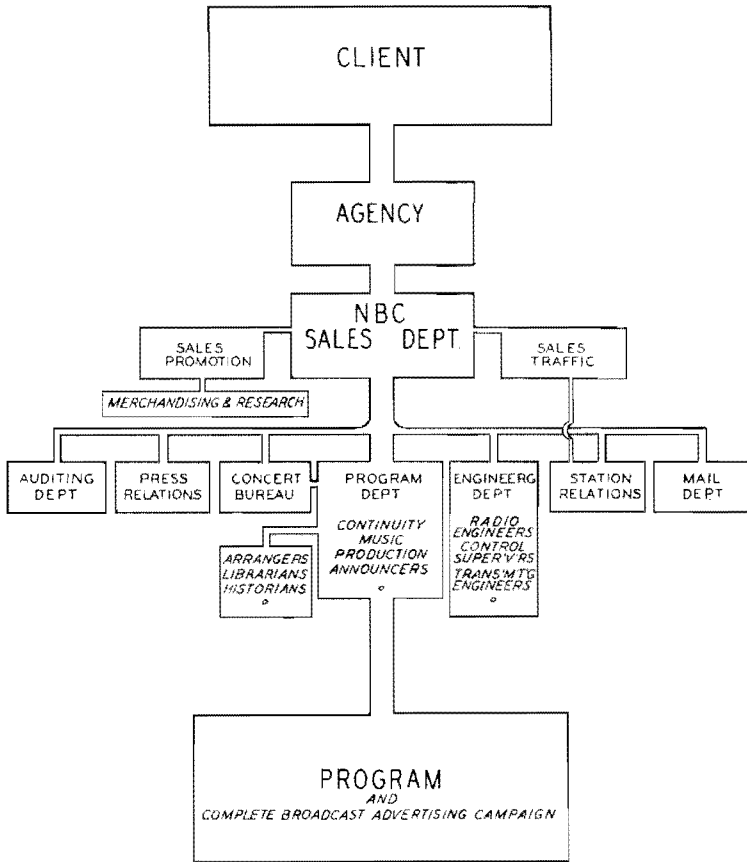 CLIENT
AGENCY
NBC
SALES DEPT.
SALES
PROMOTION
MERCHANDISING & RESEARCH
SALES
TRAFFIC
AUDITING
DEPT
PRESS
RELATIONS
CONCERT
BUREAU
PROGRAM
DEPT
CONTINUITY
MUSIC
PRODUCTION
ANNOUNCERS
ARRANGERS
LIBRARIANS
HISTORIANS
ENGINEERG
DEPT
RADIO
ENGINEERS
CONTROL
SUPER'V'RS
TRANS'MT'G
ENGINEERS
STATION
RELATIONS
MAIL
DEPT
PROGRAM
AND
COMPLETE BROADCAST ADVERTISING CAMPAIGN